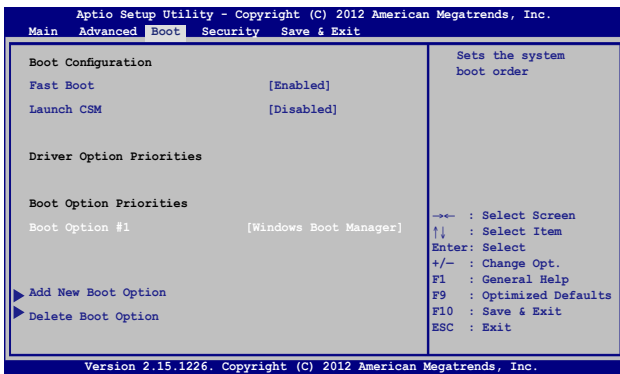 Aptio Setup Utility - Copyright (C) 2012 American Megatrends, Inc.
Main Advanced Boot Security Save & Exit
Boot Configuration
Fast Boot [Enabled]
Launch CSM [Disabled]
Driver Option Priorities
Boot Option Priorities
Boot Option #1 [Windows Boot Manager]
Add New Boot Option
Delete Boot Option
Sets the system
boot order
→← : Select Screen
↑↓ : Select Item
Enter: Select
+/— : Change Opt.
F1 : General Help
F9 : Optimized Defaults
F10 : Save & Exit
ESC : Exit
Version 2.15.1226. Copyright (C) 2012 American Megatrends, Inc.